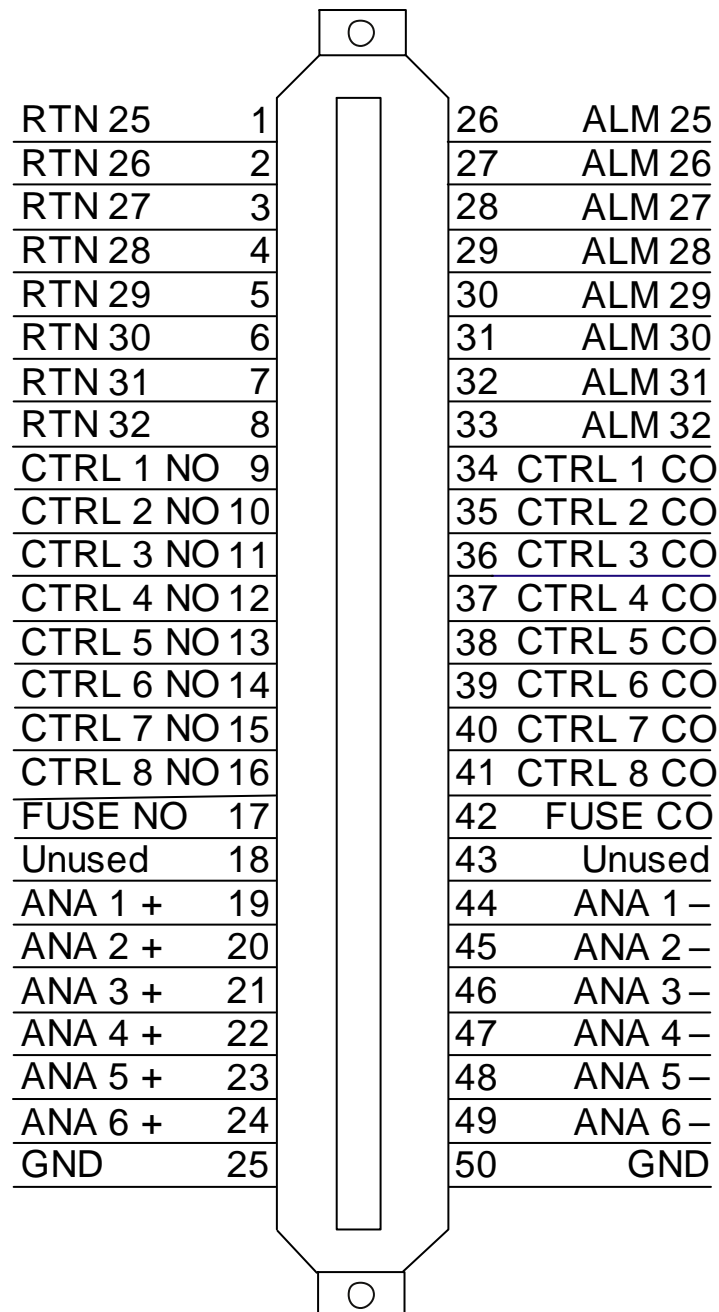 RTN 25 1 26 ALM 25
RTN 26 2 27 ALM 26
RTN 27 3 28 ALM 27
RTN 28 4 29 ALM 28
RTN 29 5 30 ALM 29
RTN 30 6 31 ALM 30
RTN 31 7 32 ALM 31
RTN 32 8 33 ALM 32
CTRL 1 NO 9 34 CTRL 1 CO
CTRL 2 NO 10 35 CTRL 2 CO
CTRL 3 NO 11 36 CTRL 3 CO
CTRL 4 NO 12 37 CTRL 4 CO
CTRL 5 NO 13 38 CTRL 5 CO
CTRL 6 NO 14 39 CTRL 6 CO
CTRL 7 NO 15 40 CTRL 7 CO
CTRL 8 NO 16 41 CTRL 8 CO
FUSE NO 17 42 FUSE CO
Unused 18 43 Unused
ANA 1 + 19 44 ANA 1 –
ANA 2 + 20 45 ANA 2 –
ANA 3 + 21 46 ANA 3 –
ANA 4 + 22 47 ANA 4 –
ANA 5 + 23 48 ANA 5 –
ANA 6 + 24 49 ANA 6 –
GND 25 50 GND